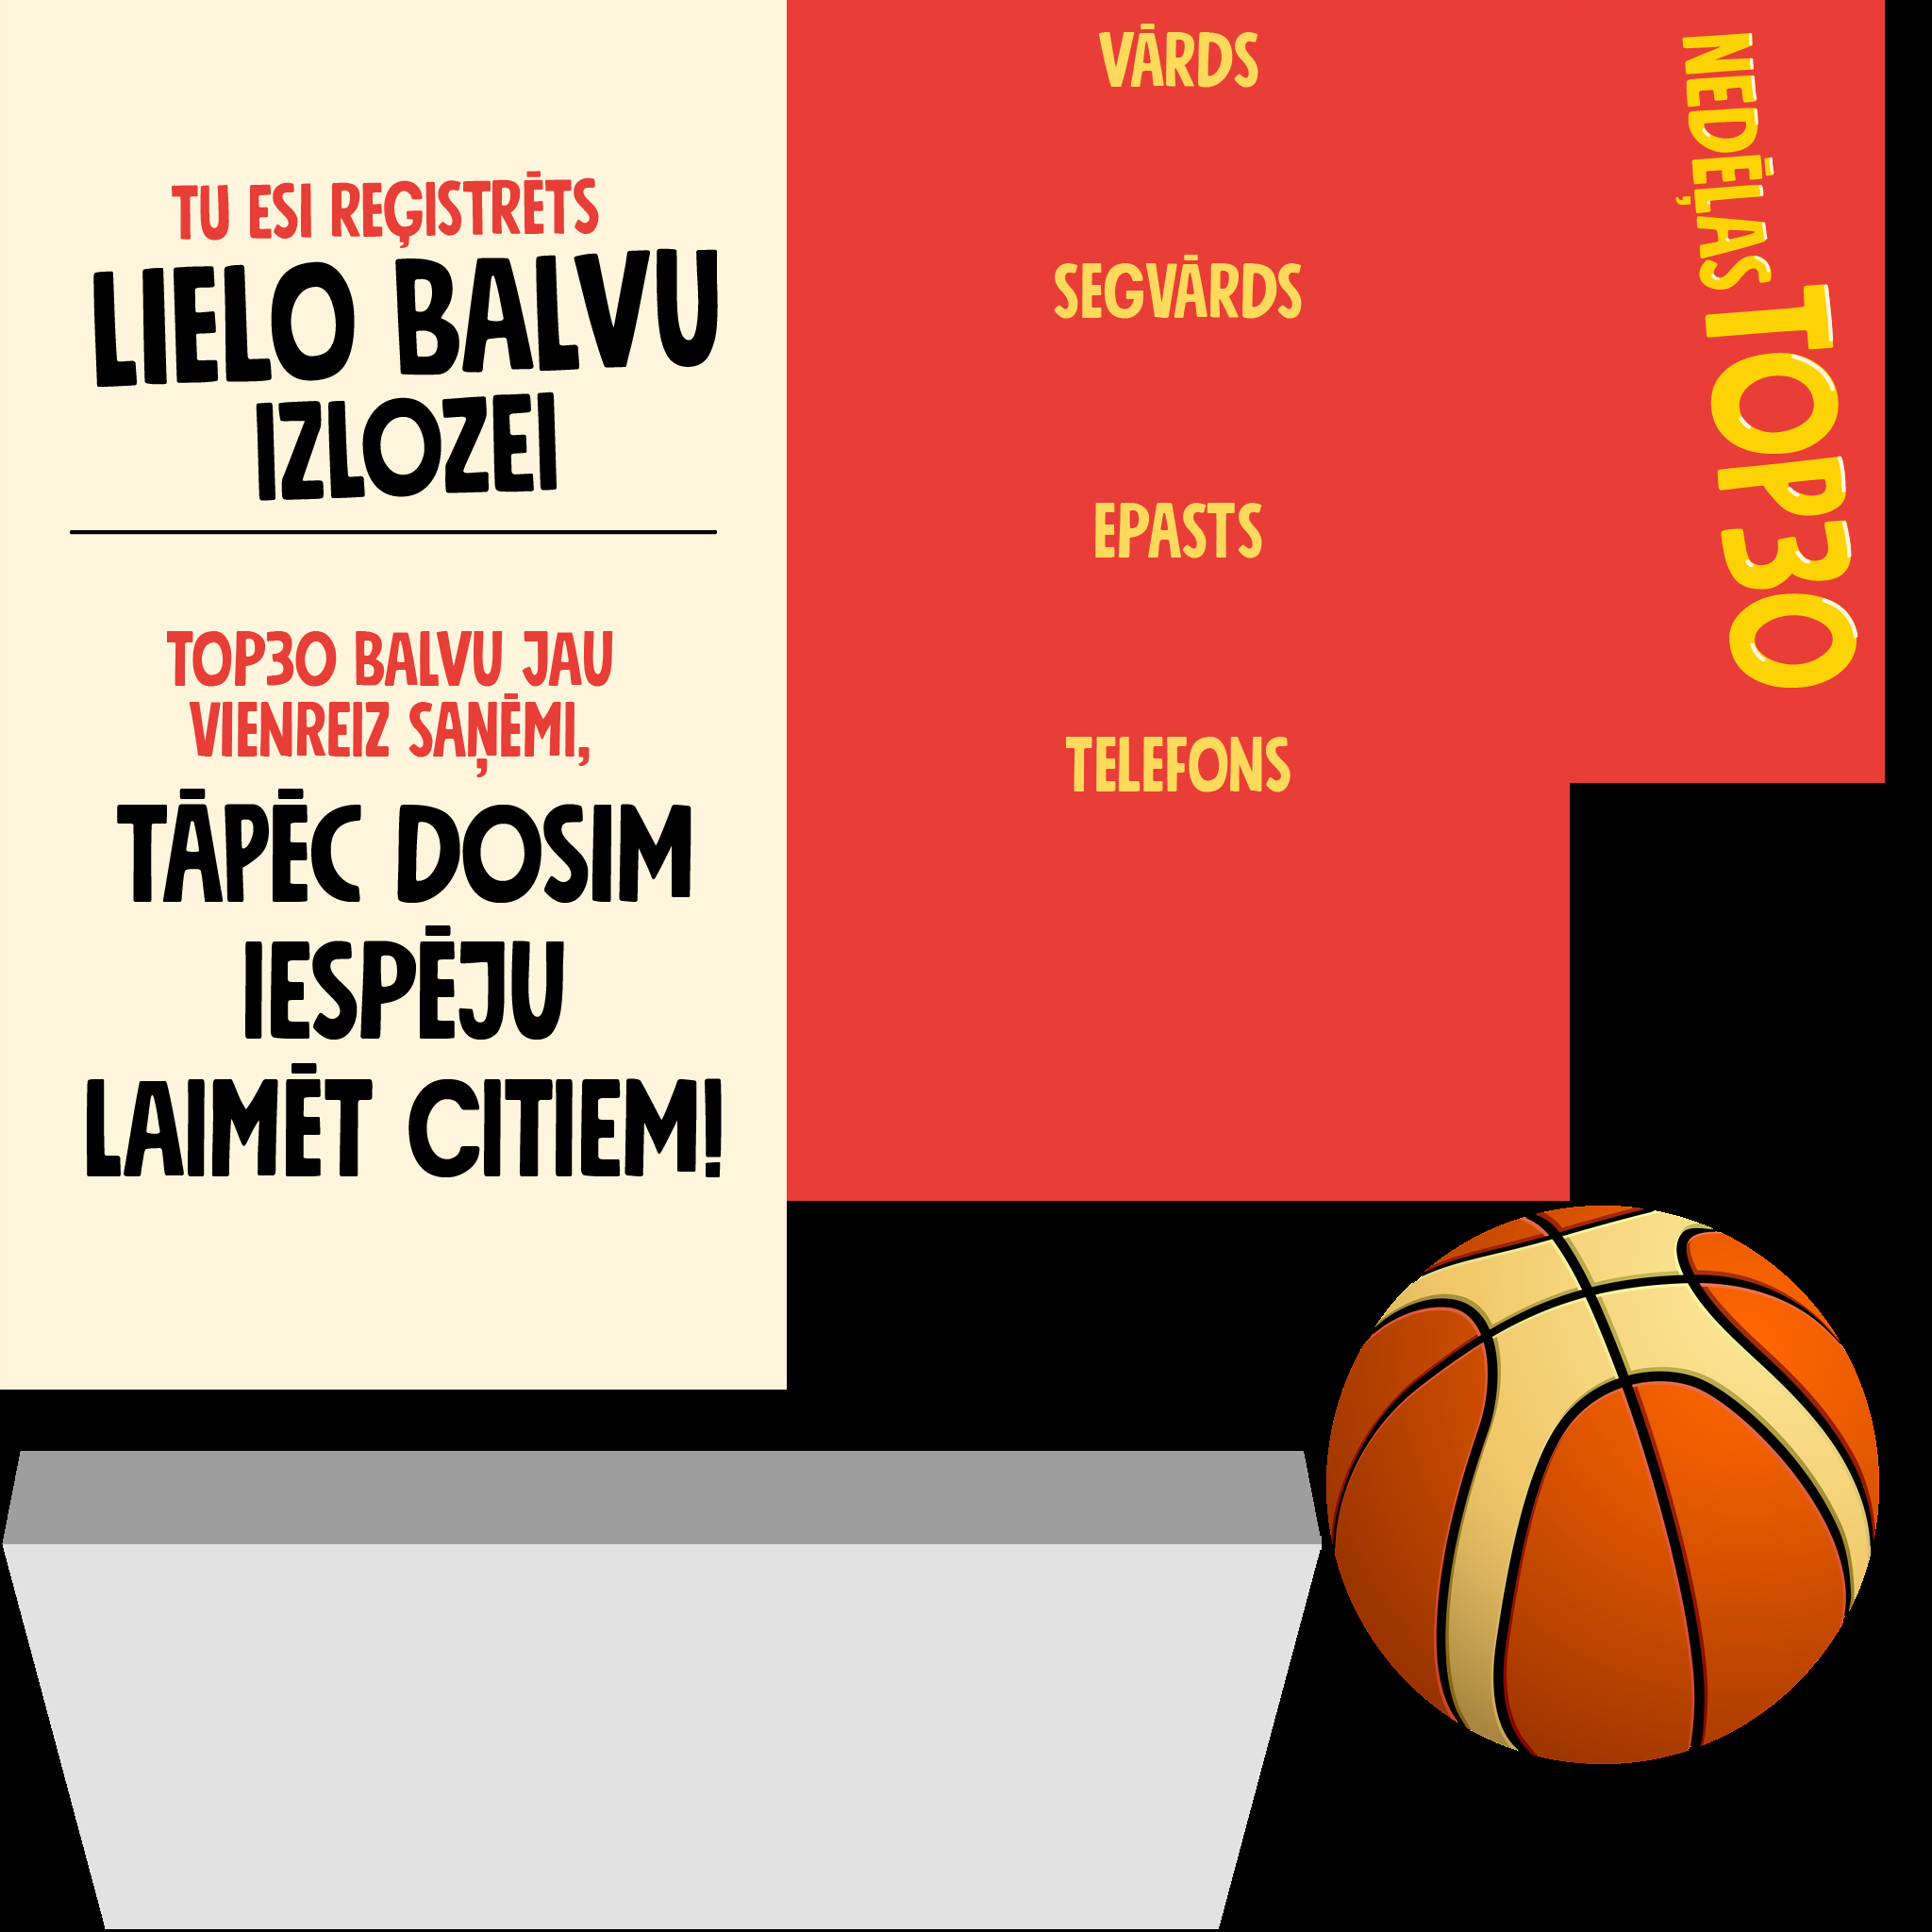 TU ESI REĢISTRĒTS
LIELO BALVU
IZLOZEI
TOP30 BALVU JAU
VIENREIZ SAŅĒMI,
TĀPĒC DOSIM
IESPĒJU
LAIMĒT CITIEM!
VĀRDS
SEGVĀRDS
EPASTS
TELEFONS
NEDĒĻAS TOP30